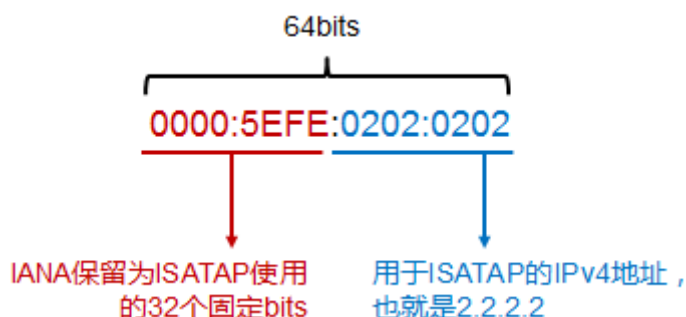 64bits
0000:5EFE:0202:0202
IANA保留为ISATAP使用
的32个固定bits
用于ISATAP的IPv4地址，
也就是2.2.2.2